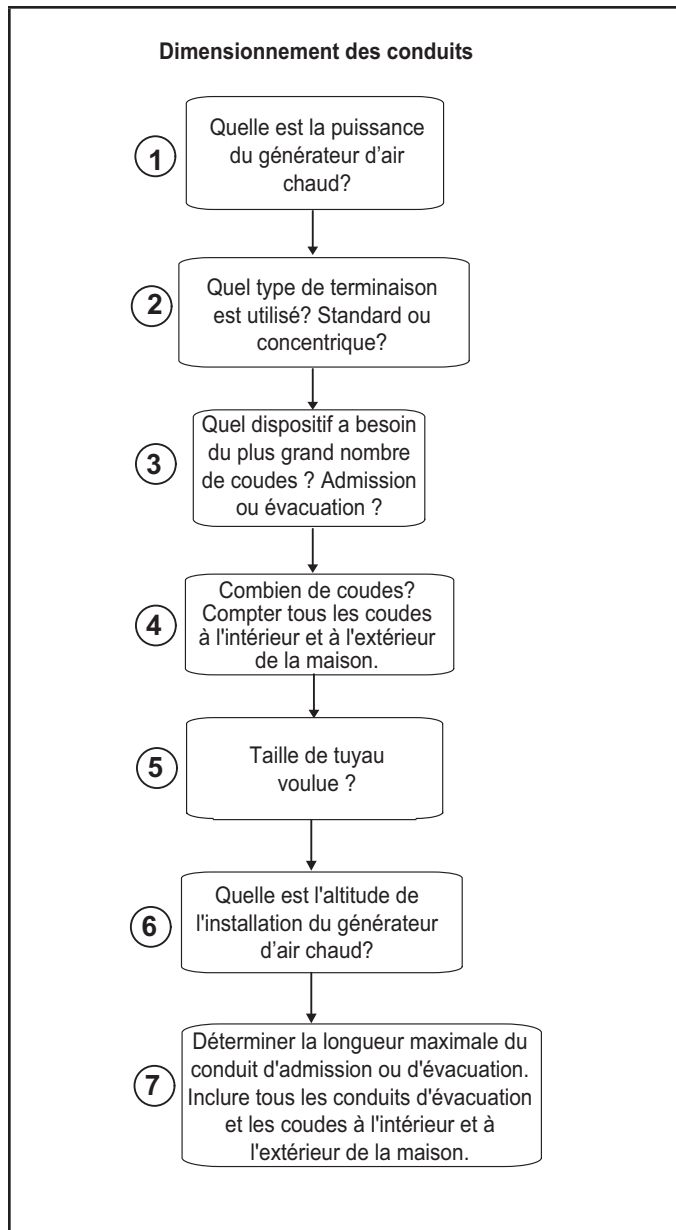 Dimensionnement des conduits
1
Quelle est la puissance
du générateur d’air
chaud?
2
Quel type de terminaison
est utilisé? Standard ou
concentrique?
3
Quel dispositif a besoin
du plus grand nombre
de coudes ? Admission
ou évacuation ?
4
Combien de coudes?
Compter tous les coudes
à l'intérieur et à l'extérieur
de la maison.
5
Taille de tuyau
voulue ?
6
Quelle est l'altitude de
l'installation du générateur
d’air chaud?
7
Déterminer la longueur maximale du
conduit d'admission ou d'évacuation.
Inclure tous les conduits d'évacuation
et les coudes à l'intérieur et à
l'extérieur de la maison.